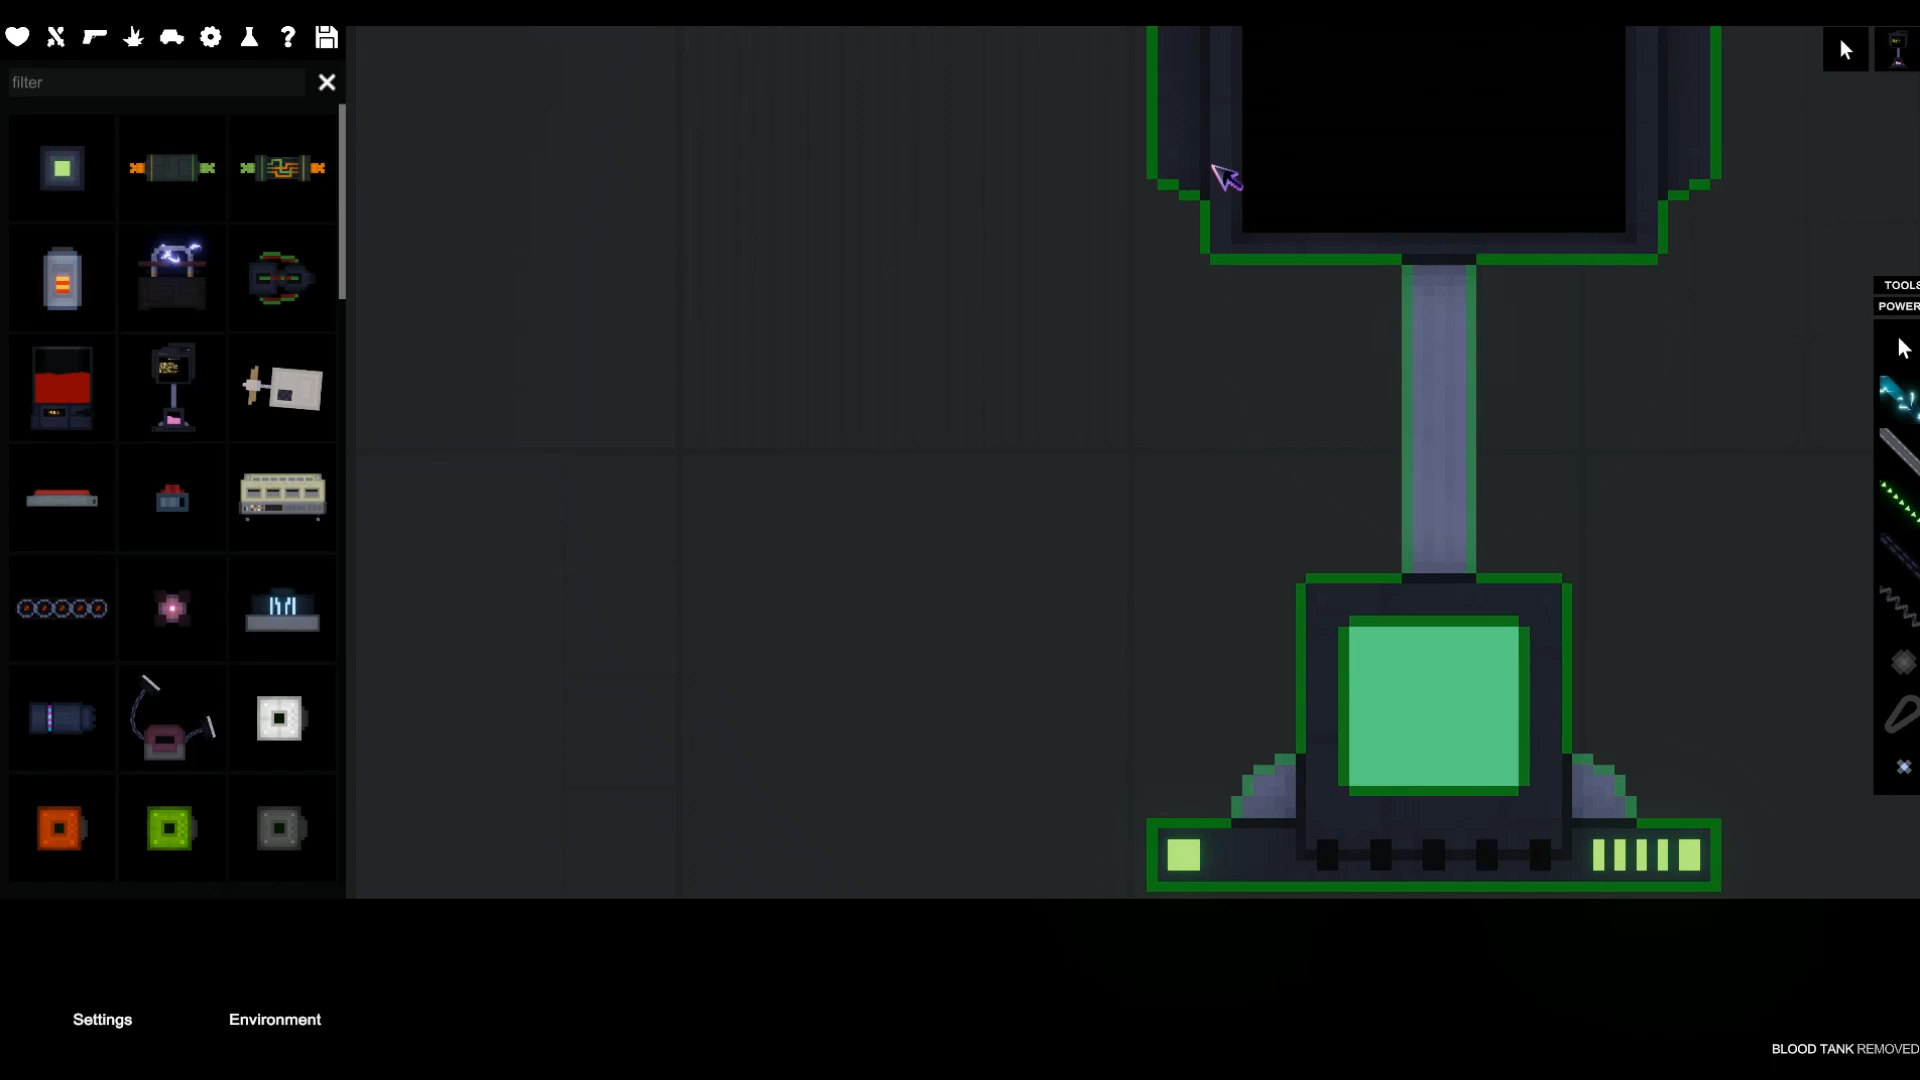 filter
TOOLS
POWER
Settings
Environment
BLOOD TANK REMOVED